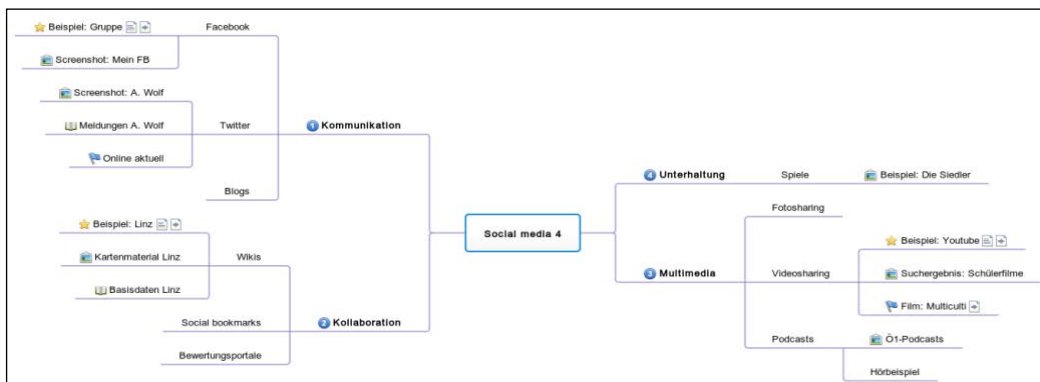 Social media 4
1 Kommunikation
Facebook
Beispiel: Gruppe
Screenshot: Mein FB
Twitter
Screenshot: A. Wolf
Meldungen A. Wolf
Online aktuell
Blogs
2 Kollaboration
Wikis
Beispiel: Linz
Kartenmaterial Linz
Basisdaten Linz
Social bookmarks
Bewertungsportale
4 Unterhaltung
Spiele
Beispiel: Die Siedler
3 Multimedia
Fotosharing
Videosharing
Beispiel: Youtube
Suchergebnis: Schülerfilme
Film: Multiculti
Podcasts
Ö1-Podcasts
Hörbeispiel